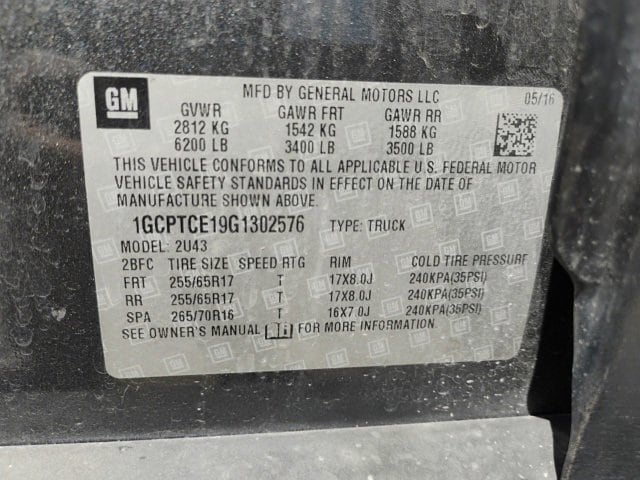 GM
MFD BY GENERAL MOTORS LLC 05/16
GVWR GAWR FRT GAWR RR
2812 KG 1542 KG 1588 KG
6200 LB 3400 LB 3500 LB
THIS VEHICLE CONFORMS TO ALL APPLICABLE U.S. FEDERAL MOTOR
VEHICLE SAFETY STANDARDS IN EFFECT ON THE DATE OF
MANUFACTURE SHOWN ABOVE.
1GCPTCE19G1302576 TYPE: TRUCK
MODEL: 2U43
2BFC TIRE SIZE SPEED RTG RIM COLD TIRE PRESSURE
FRT 255/65R17 T 17X8.0J 240KPA(35PSI)
RR 255/65R17 T 17X8.0J 240KPA(35PSI)
SPA 265/70R16 T 16X7.0J 240KPA(35PSI)
SEE OWNER'S MANUAL FOR MORE INFORMATION